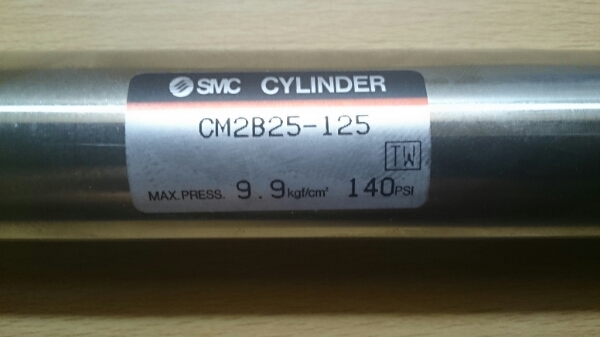 SMC CYLINDER
CM2B25-125
TW
MAX.PRESS. 9.9kgf/cm² 140PSI